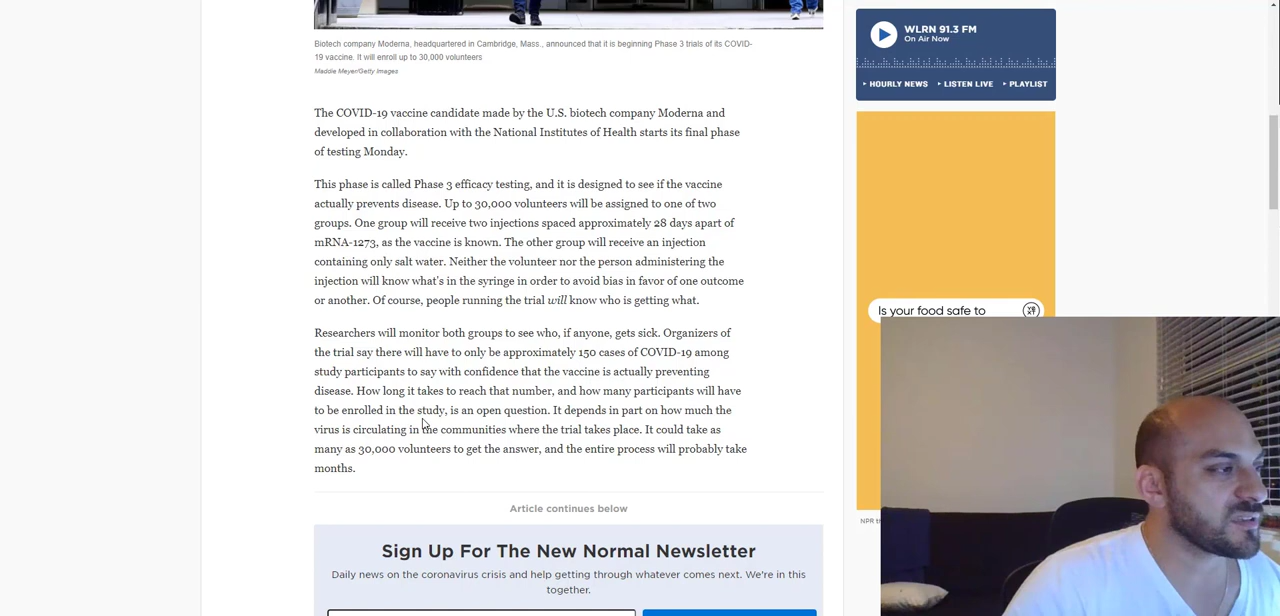 Biotech company Moderna, headquartered in Cambridge, Mass., announced that it is beginning Phase 3 trials of its COVID-
19 vaccine. It will enroll up to 30,000 volunteers
Maddie Meyer/Getty Images
The COVID-19 vaccine candidate made by the U.S. biotech company Moderna and
developed in collaboration with the National Institutes of Health starts its final phase
of testing Monday.
This phase is called Phase 3 efficacy testing, and it is designed to see if the vaccine
actually prevents disease. Up to 30,000 volunteers will be assigned to one of two
groups. One group will receive two injections spaced approximately 28 days apart of
mRNA-1273, as the vaccine is known. The other group will receive an injection
containing only salt water. Neither the volunteer nor the person administering the
injection will know what's in the syringe in order to avoid bias in favor of one outcome
or another. Of course, people running the trial will know who is getting what.
Researchers will monitor both groups to see who, if anyone, gets sick. Organizers of
the trial say there will have to only be approximately 150 cases of COVID-19 among
study participants to say with confidence that the vaccine is actually preventing
disease. How long it takes to reach that number, and how many participants will have
to be enrolled in the study, is an open question. It depends in part on how much the
virus is circulating in the communities where the trial takes place. It could take as
many as 30,000 volunteers to get the answer, and the entire process will probably take
months.
Article continues below
Sign Up For The New Normal Newsletter
Daily news on the coronavirus crisis and help getting through whatever comes next. We're in this
together.
WLRN 91.3 FM
On Air Now
HOURLY NEWS
LISTEN LIVE
PLAYLIST
Is your food safe to
NPR